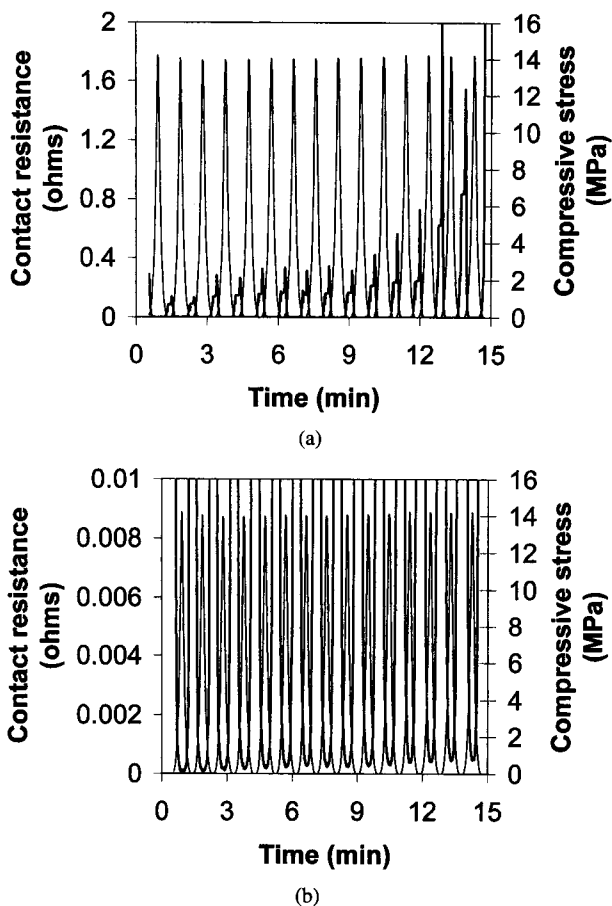 2
1.6
1.2
0.8
0.4
0
16
14
12
10
8
6
4
2
0
Contact resistance
(ohms)
Compressive stress
(MPa)
0 3 6 9 12 15
Time (min)
(a)
0.01
0.008
0.006
0.004
0.002
0
16
14
12
10
8
6
4
2
0
Contact resistance
(ohms)
Compressive stress
(MPa)
0 3 6 9 12 15
Time (min)
(b)